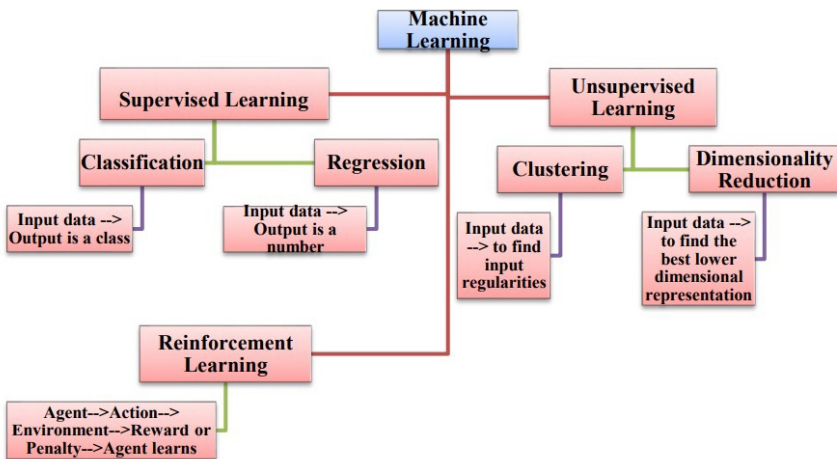 Machine
Learning
Supervised Learning
Unsupervised
Learning
Classification
Regression
Clustering
Dimensionality
Reduction
Input data -->
Output is a class
Input data -->
Output is a
number
Input data
--> to find
input
regularities
Input data -->
to find the
best lower
dimensional
representation
Reinforcement
Learning
Agent-->Action-->
Environment-->Reward or
Penalty-->Agent learns